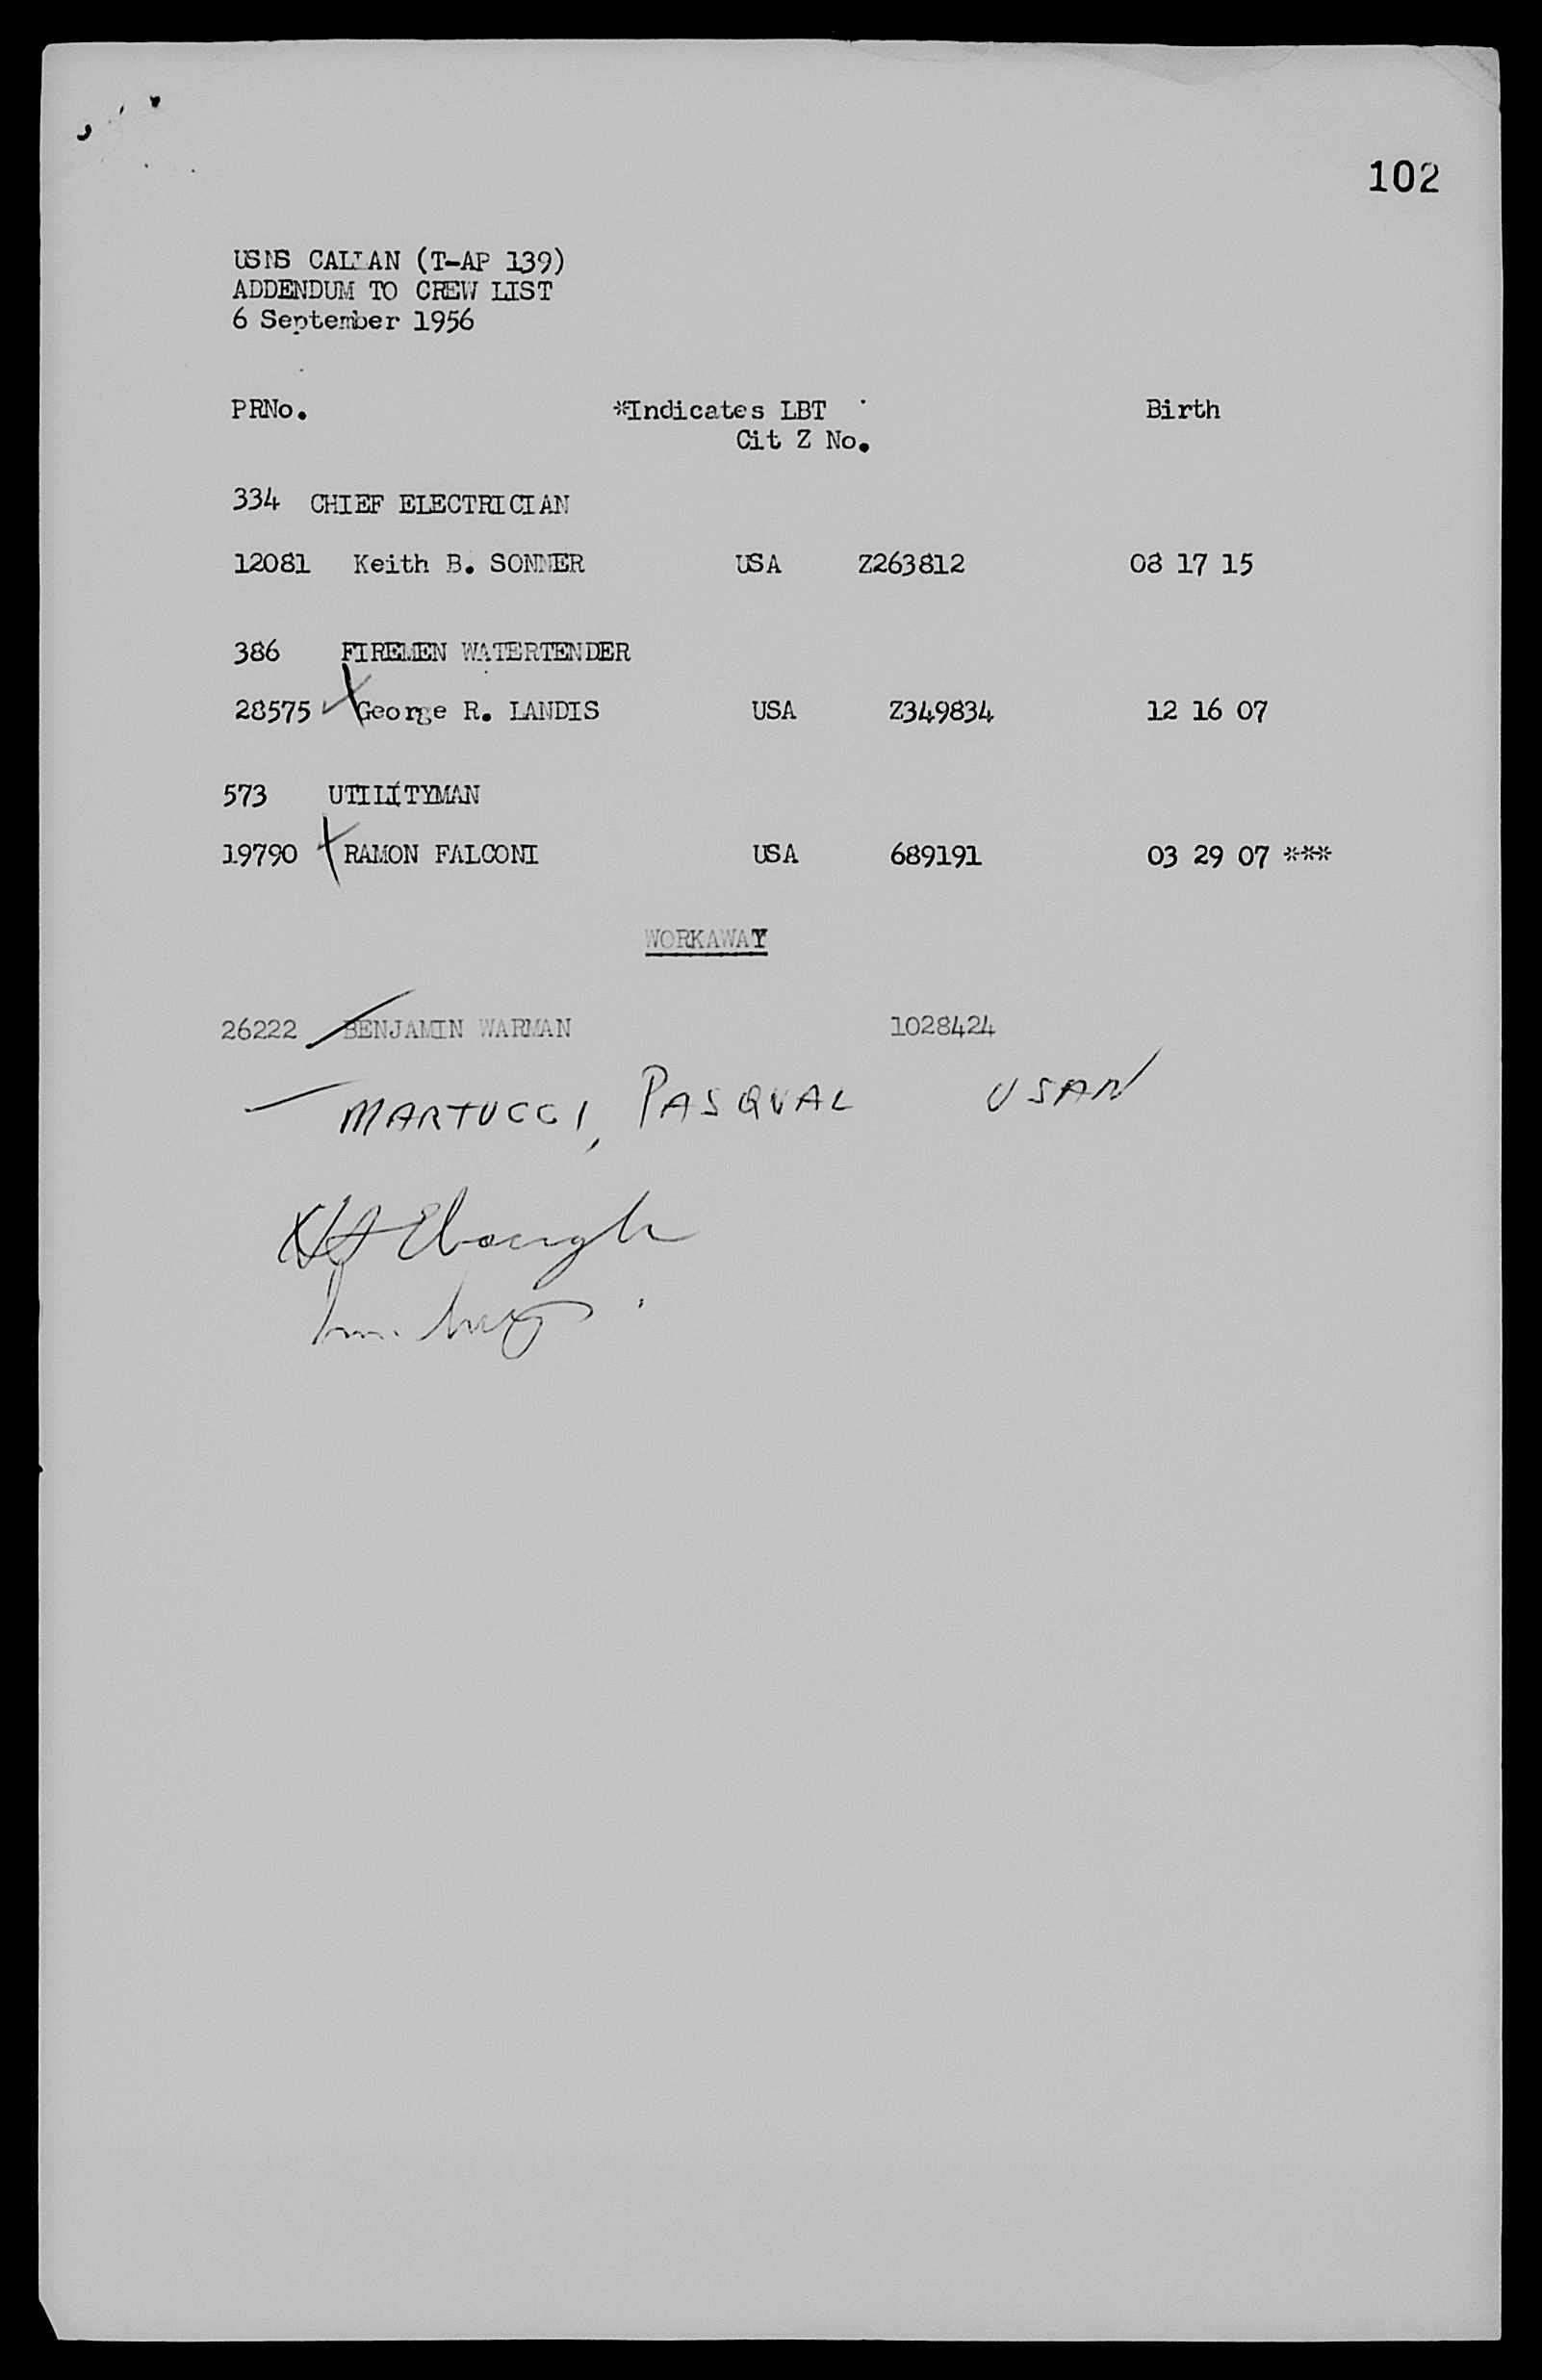 102
USNS CALLAN (T-AP 139)
ADDENDUM TO CREW LIST
6 September 1956
PRNo. *Indicates LBT Birth
Cit Z No.
334 CHIEF ELECTRICIAN
12081 Keith B. SONNER USA Z263812 08 17 15
386 FIREMEN WATERTENDER
28575 George R. LANDIS USA Z349834 12 16 07
573 UTILITYMAN
19790 RAMON FALCONI USA 689191 03 29 07 ***
WORKAWAY
26222 BENJAMIN WARMAN 1028424
MARTUCCI, PASQUAL USAN
Ebaugh